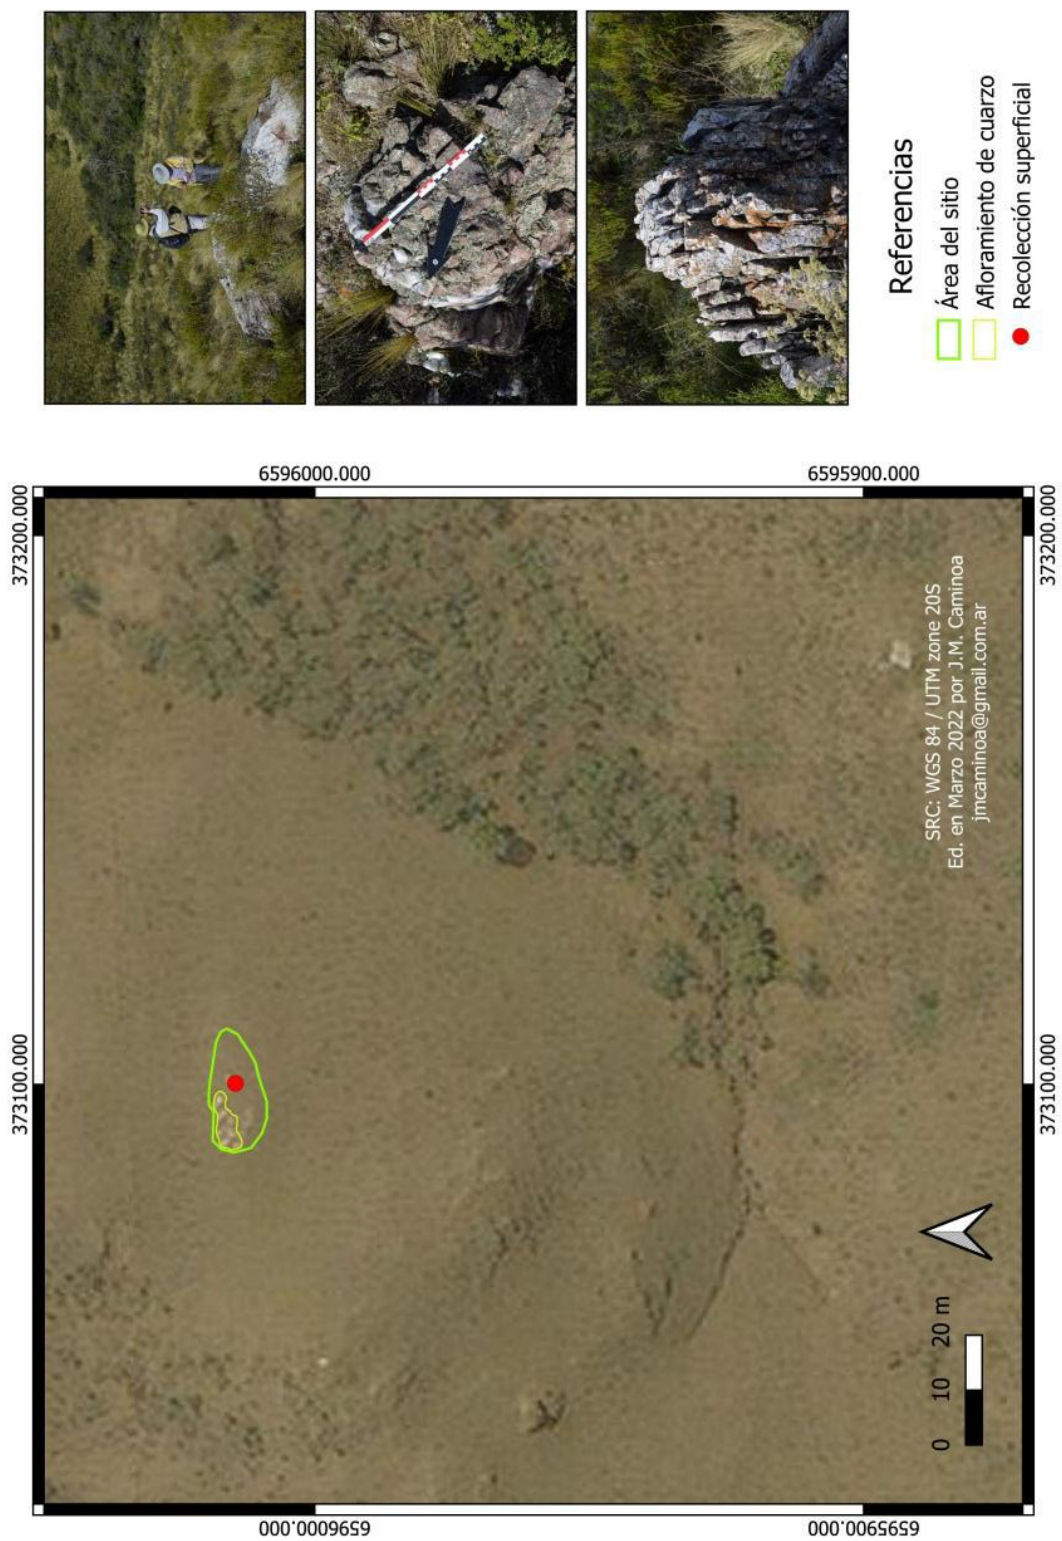 373100.000
373200.000
6596000.000
6596000.000
6595900.000
6595900.000
373100.000
373200.000
0 10 20 m
SRC: WGS 84 / UTM zone 20S
Ed. en Marzo 2022 por J.M. Caminoa
jmcaminoa@gmail.com.ar
Referencias
Área del sitio
Afloramiento de cuarzo
Recolección superficial